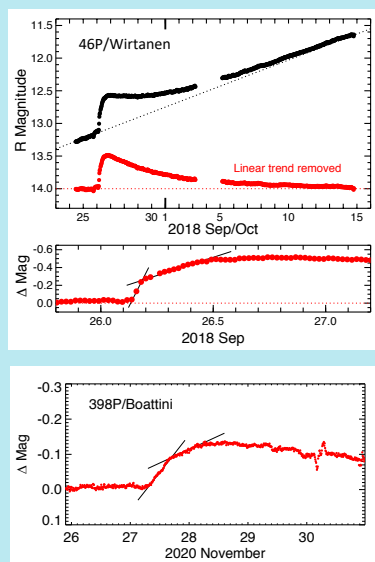 46P/Wirtanen
R Magnitude
11.5
12.0
12.5
13.0
13.5
14.0
Linear trend removed
25 30 1 5 10 15
2018 Sep/Oct
Δ Mag
-0.6
-0.4
-0.2
0.0
26.0 26.5 27.0
2018 Sep
398P/Boattini
Δ Mag
-0.3
-0.2
-0.1
0.0
0.1
26 27 28 29 30
2020 November